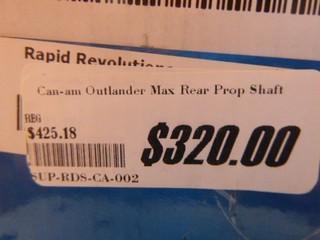 Rapid Revolution
Can-am Outlander Max Rear Prop Shaft
REG
$425.18
$320.00
SUP-RDS-CA-002